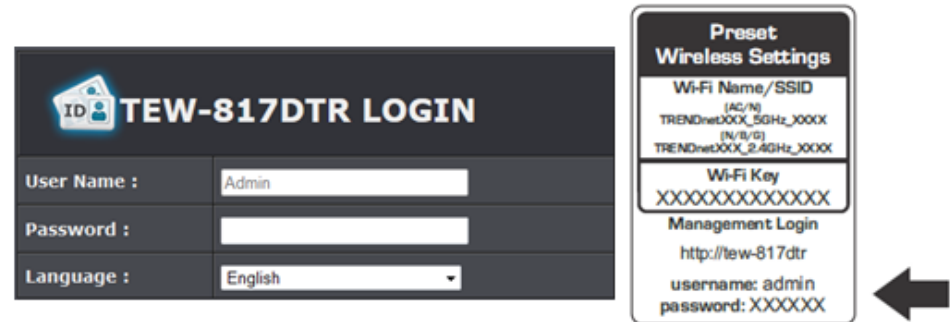 TEW-817DTR LOGIN
ID
User Name :
Admin
Password :
Language :
English
Preset
Wireless Settings
Wi-Fi Name/SSID
(AC/N)
TRENDnetXXX_5GHz_XXXX
(N/B/G)
TRENDnetXXX_2.4GHz_XXXX
Wi-Fi Key
XXXXXXXXXXXXX
Management Login
http://tew-817dtr
username: admin
password: XXXXXX